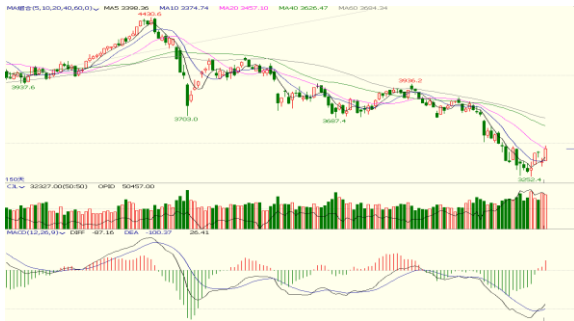 MA组合(5,10,20,40,60,0) MA5 3398.36 MA10 3374.74 MA20 3457.10 MA40 3626.47 MA60 3684.34
4430.6
3937.6
3936.2
3703.0
3687.4
3252.4
CJL 32327.00(50:50) OPID 50457.00
MACD(12,26,9) DIFF -87.16 DEA -100.37 26.41